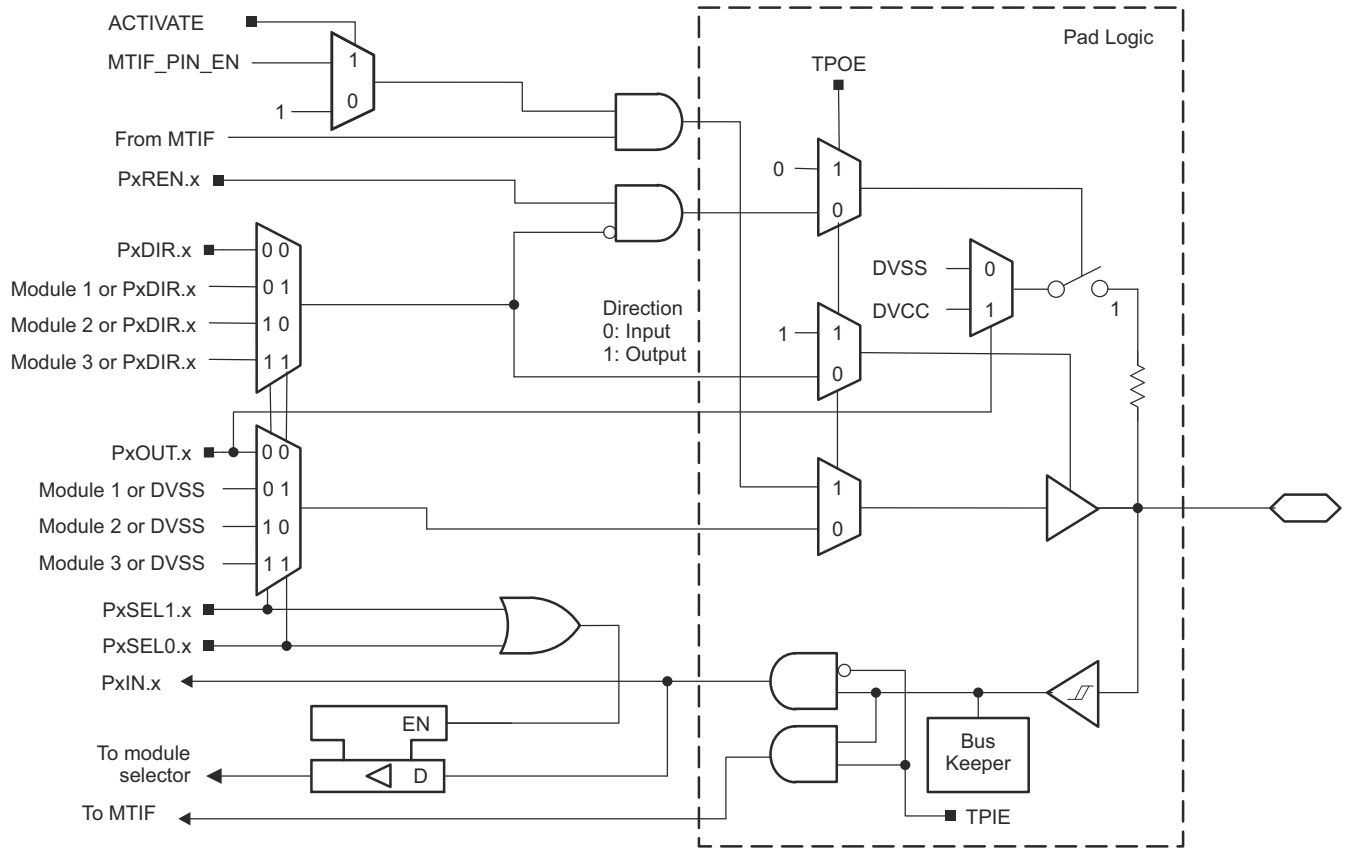 ACTIVATE
MTIF_PIN_EN
1
0
1
From MTIF
PxREN.x
Pad Logic
TPOE
0
1
0
PxDIR.x
0 0
Module 1 or PxDIR.x
0 1
Module 2 or PxDIR.x
1 0
Module 3 or PxDIR.x
1 1
Direction
0: Input
1: Output
DVSS
0
DVCC
1
1
1
1
0
PxOUT.x
0 0
Module 1 or DVSS
0 1
Module 2 or DVSS
1 0
Module 3 or DVSS
1 1
1
0
PxSEL1.x
PxSEL0.x
PxIN.x
EN
D
To module
selector
To MTIF
Bus
Keeper
TPIE